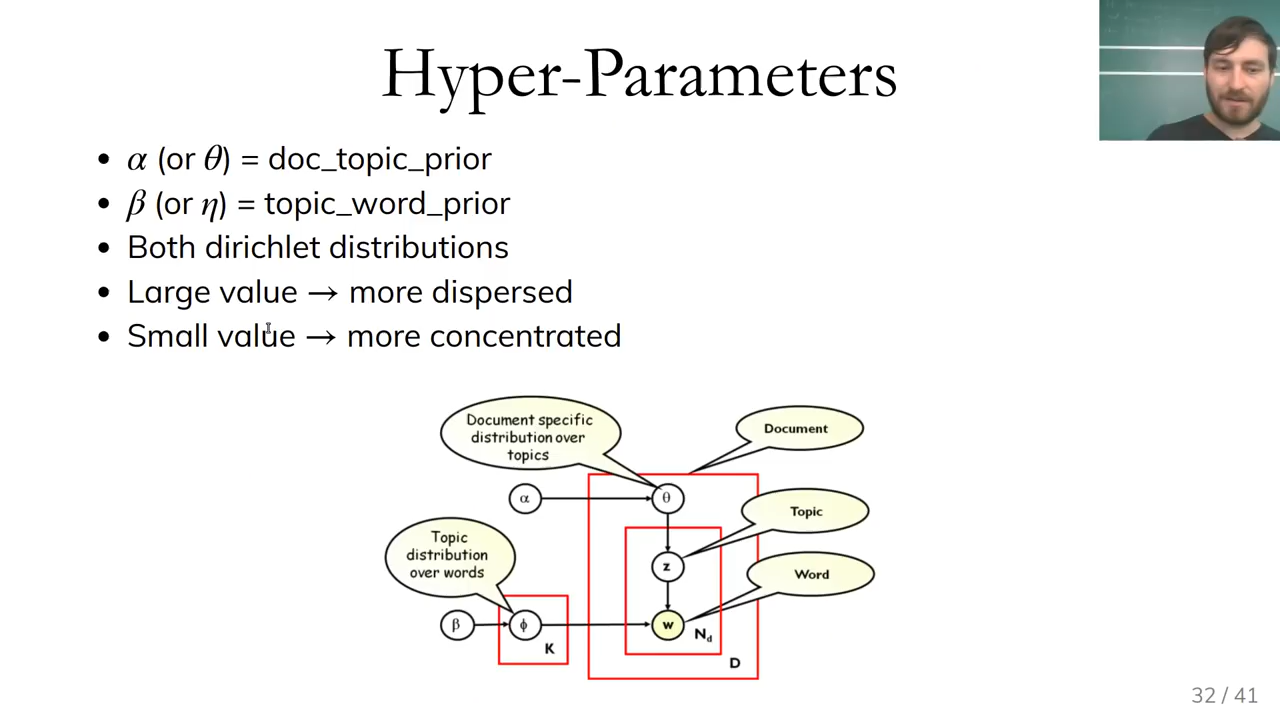 Hyper-Parameters
• α (or θ) = doc_topic_prior
• β (or η) = topic_word_prior
• Both dirichlet distributions
• Large value → more dispersed
• Small value → more concentrated
Document specific
distribution over
topics
Document
α
θ
Topic
Topic
distribution
over words
z
Word
β
ϕ
w
N_d
K
D
32 / 41